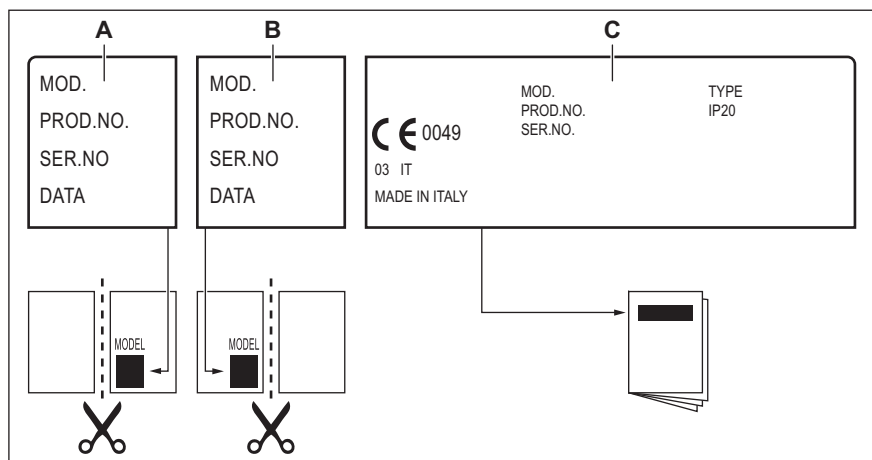 A
B
C
MOD.
PROD.NO.
SER.NO
DATA
MOD.
PROD.NO.
SER.NO
DATA
MOD.
PROD.NO.
SER.NO.
TYPE
IP20
CE 0049
03 IT
MADE IN ITALY
MODEL
MODEL